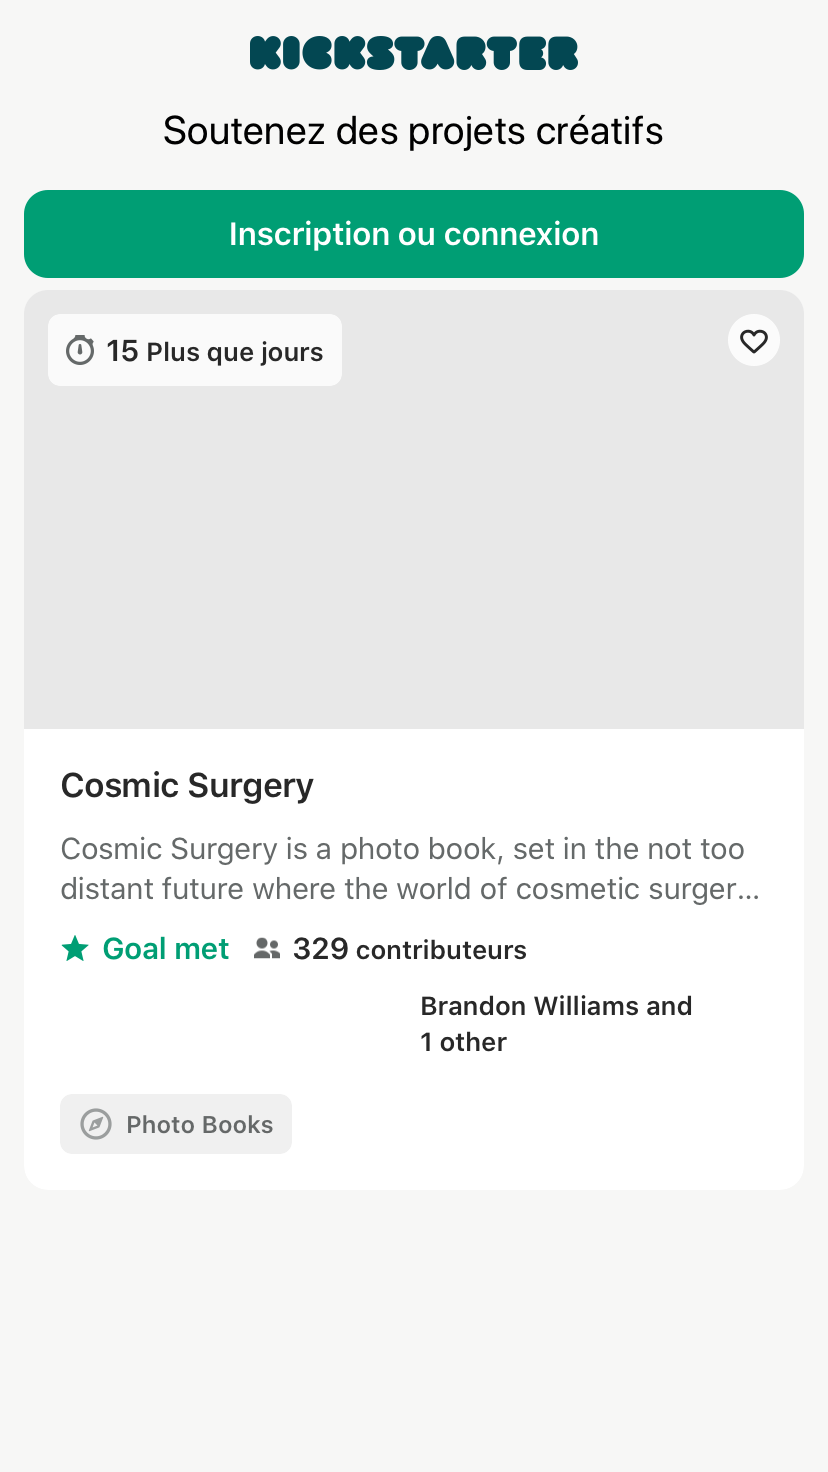 KICKSTARTER
Soutenez des projets créatifs
Inscription ou connexion
15 Plus que jours
Cosmic Surgery
Cosmic Surgery is a photo book, set in the not too
distant future where the world of cosmetic surger...
Goal met 329 contributeurs
Brandon Williams and
1 other
Photo Books